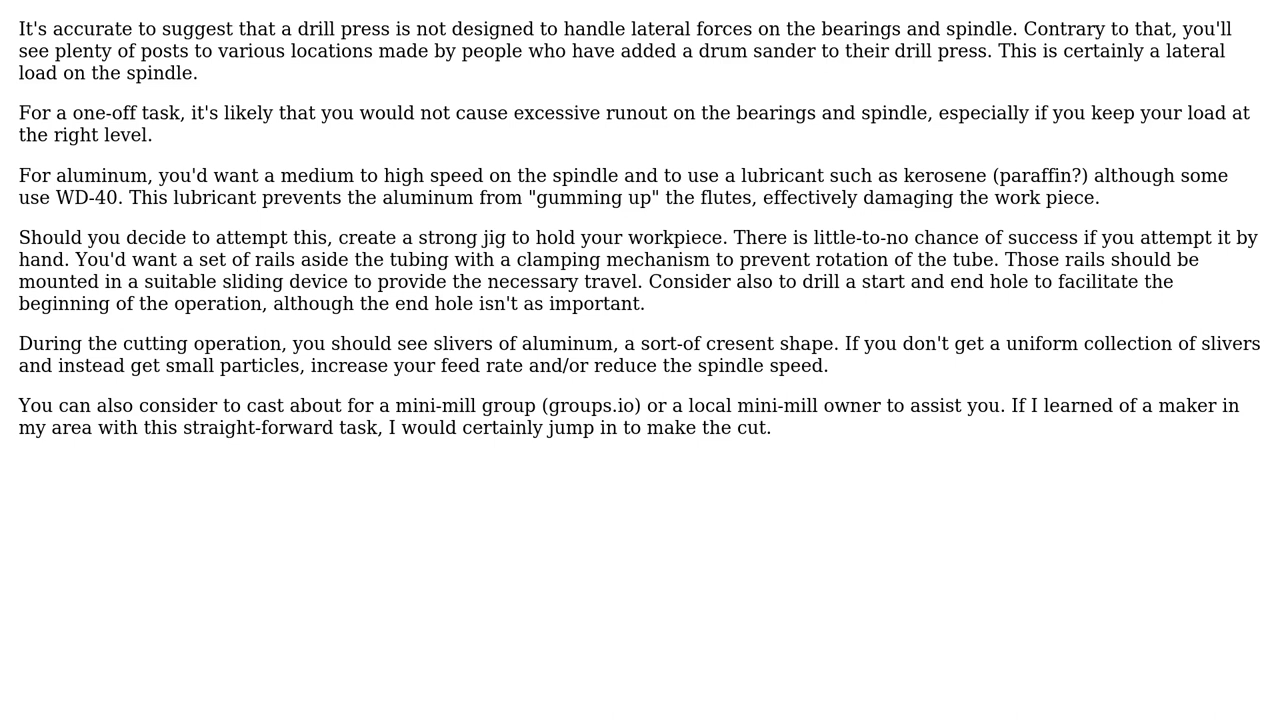 It's accurate to suggest that a drill press is not designed to handle lateral forces on the bearings and spindle. Contrary to that, you'll
see plenty of posts to various locations made by people who have added a drum sander to their drill press. This is certainly a lateral
load on the spindle.
For a one-off task, it's likely that you would not cause excessive runout on the bearings and spindle, especially if you keep your load at
the right level.
For aluminum, you'd want a medium to high speed on the spindle and to use a lubricant such as kerosene (paraffin?) although some
use WD-40. This lubricant prevents the aluminum from "gumming up" the flutes, effectively damaging the work piece.
Should you decide to attempt this, create a strong jig to hold your workpiece. There is little-to-no chance of success if you attempt it by
hand. You'd want a set of rails aside the tubing with a clamping mechanism to prevent rotation of the tube. Those rails should be
mounted in a suitable sliding device to provide the necessary travel. Consider also to drill a start and end hole to facilitate the
beginning of the operation, although the end hole isn't as important.
During the cutting operation, you should see slivers of aluminum, a sort-of cresent shape. If you don't get a uniform collection of slivers
and instead get small particles, increase your feed rate and/or reduce the spindle speed.
You can also consider to cast about for a mini-mill group (groups.io) or a local mini-mill owner to assist you. If I learned of a maker in
my area with this straight-forward task, I would certainly jump in to make the cut.